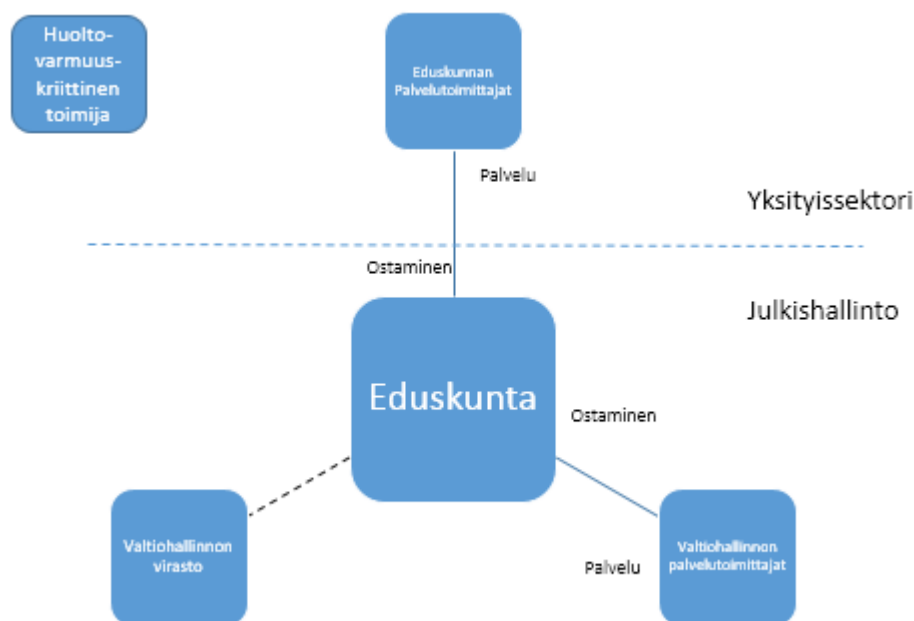 Huolto-
varmuus-
kriittinen
toimija
Eduskunnan
Palvelutoimittajat
Palvelu
Yksityissektori
Ostaminen
Julkishallinto
Eduskunta
Ostaminen
Valtiohallinnon
virasto
Palvelu
Valtiohallinnon
palvelutoimittajat